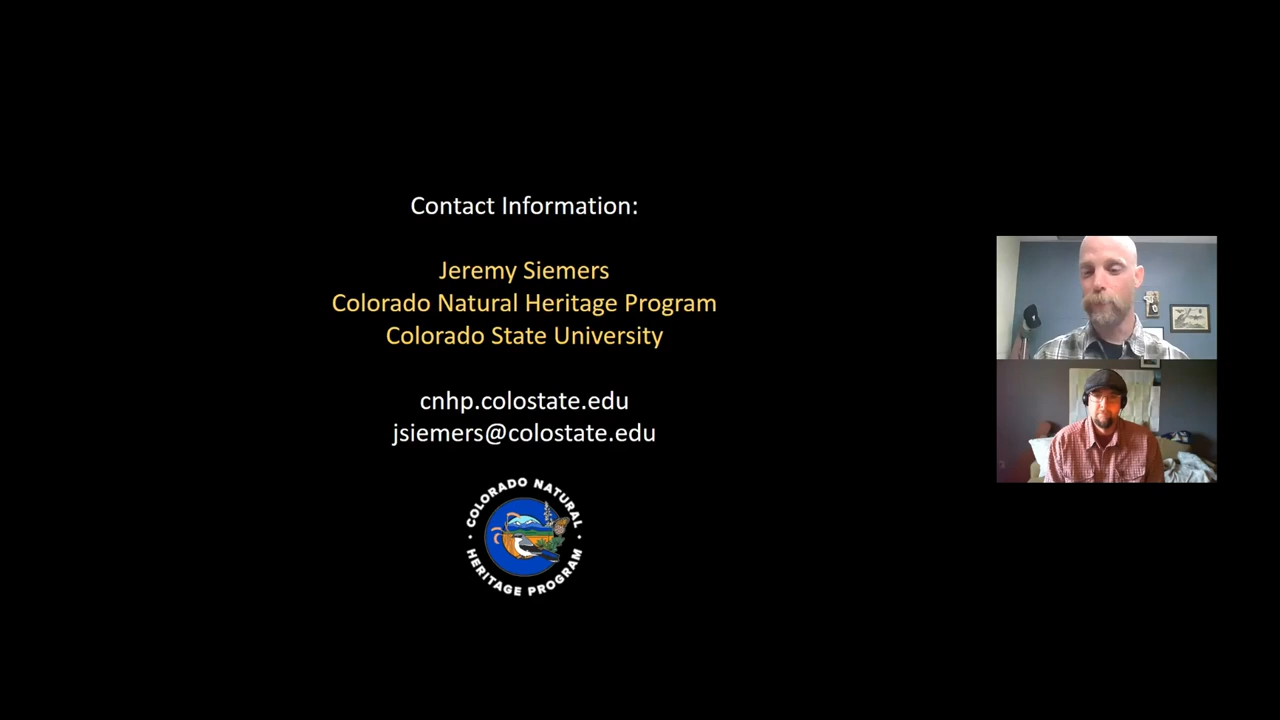 Contact Information:
Jeremy Siemers
Colorado Natural Heritage Program
Colorado State University
cnhp.colostate.edu
jsiemers@colostate.edu
COLORADO NATURAL
HERITAGE PROGRAM